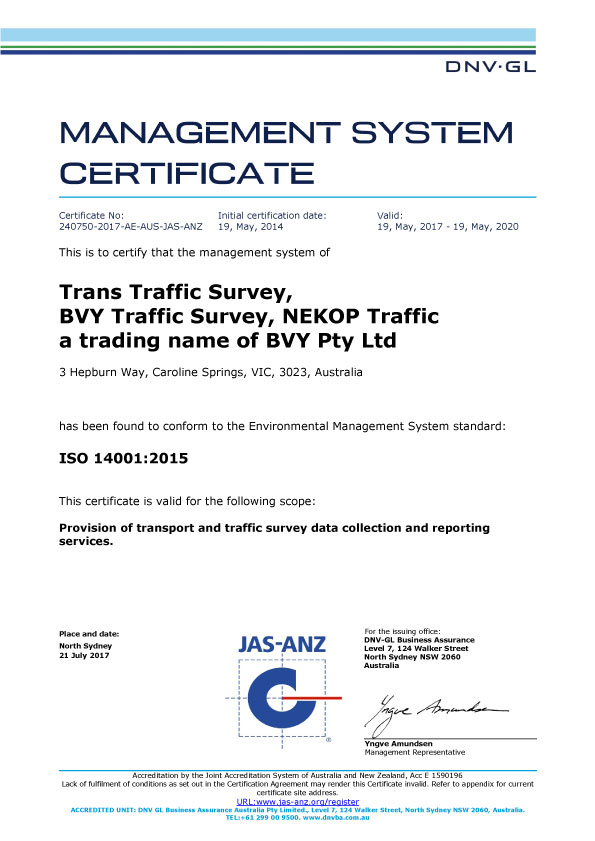 DNV·GL
MANAGEMENT SYSTEM
CERTIFICATE
Certificate No:
240750-2017-AE-AUS-JAS-ANZ
Initial certification date:
19, May, 2014
Valid:
19, May, 2017 - 19, May, 2020
This is to certify that the management system of
Trans Traffic Survey,
BVY Traffic Survey, NEKOP Traffic
a trading name of BVY Pty Ltd
3 Hepburn Way, Caroline Springs, VIC, 3023, Australia
has been found to conform to the Environmental Management System standard:
ISO 14001:2015
This certificate is valid for the following scope:
Provision of transport and traffic survey data collection and reporting
services.
Place and date:
North Sydney
21 July 2017
JAS-ANZ
®
For the issuing office:
DNV-GL Business Assurance
Level 7, 124 Walker Street
North Sydney NSW 2060
Australia
Yngve Amundsen
Yngve Amundsen
Management Representative
Accreditation by the Joint Accreditation System of Australia and New Zealand, Acc E 1590196
Lack of fulfilment of conditions as set out in the Certification Agreement may render this Certificate invalid. Refer to appendix for current
certificate site address.
URL:www.jas-anz.org/register
ACCREDITED UNIT: DNV GL Business Assurance Australia Pty Limited., Level 7, 124 Walker Street, North Sydney NSW 2060, Australia.
TEL:+61 299 00 9500. www.dnvba.com.au